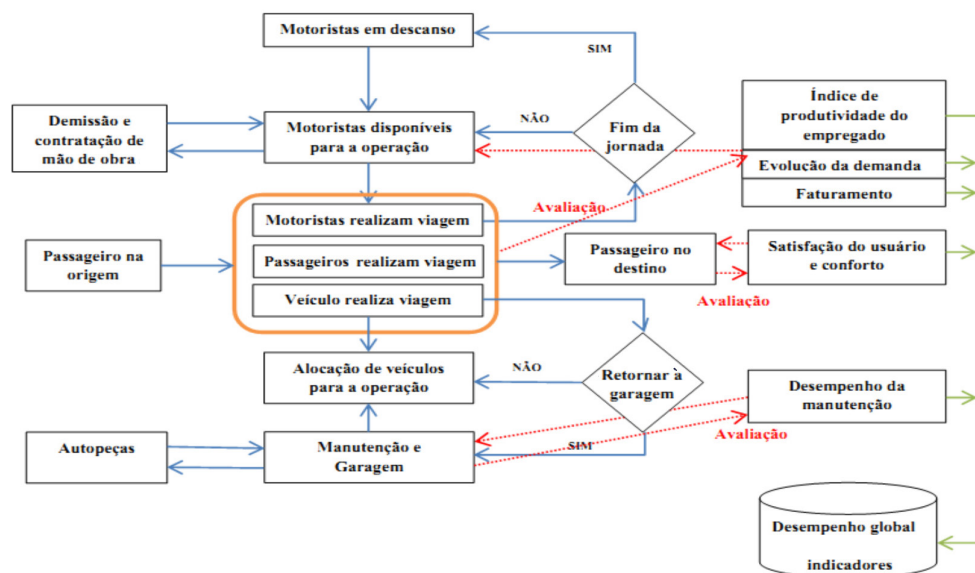 Motoristas em descanso
SIM
Demissão e
contratação de
mão de obra
Motoristas disponíveis
para a operação
NÃO
Fim da
jornada
Índice de
produtividade do
empregado
Evolução da demanda
Faturamento
Motoristas realizam viagem
Avaliação
Passageiro na
origem
Passageiros realizam viagem
Passageiro no
destino
Satisfação do usuário
e conforto
Veículo realiza viagem
Avaliação
Alocação de veículos
para a operação
NÃO
Retornar à
garagem
Desempenho da
manutenção
Autopeças
Manutenção e
Garagem
SIM
Avaliação
Desempenho global
indicadores